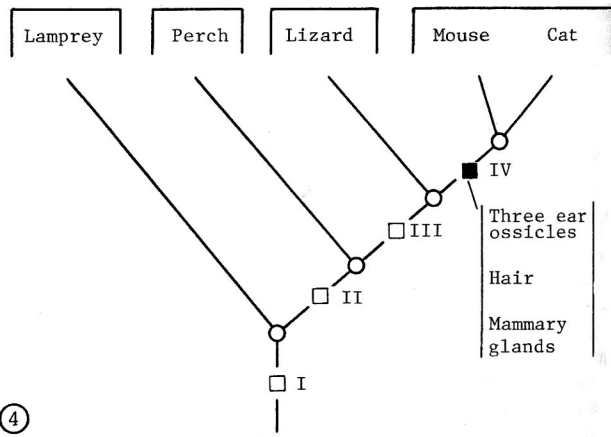 Lamprey
Perch
Lizard
Mouse
Cat
IV
Three ear
ossicles
III
Hair
II
Mammary
glands
I
4